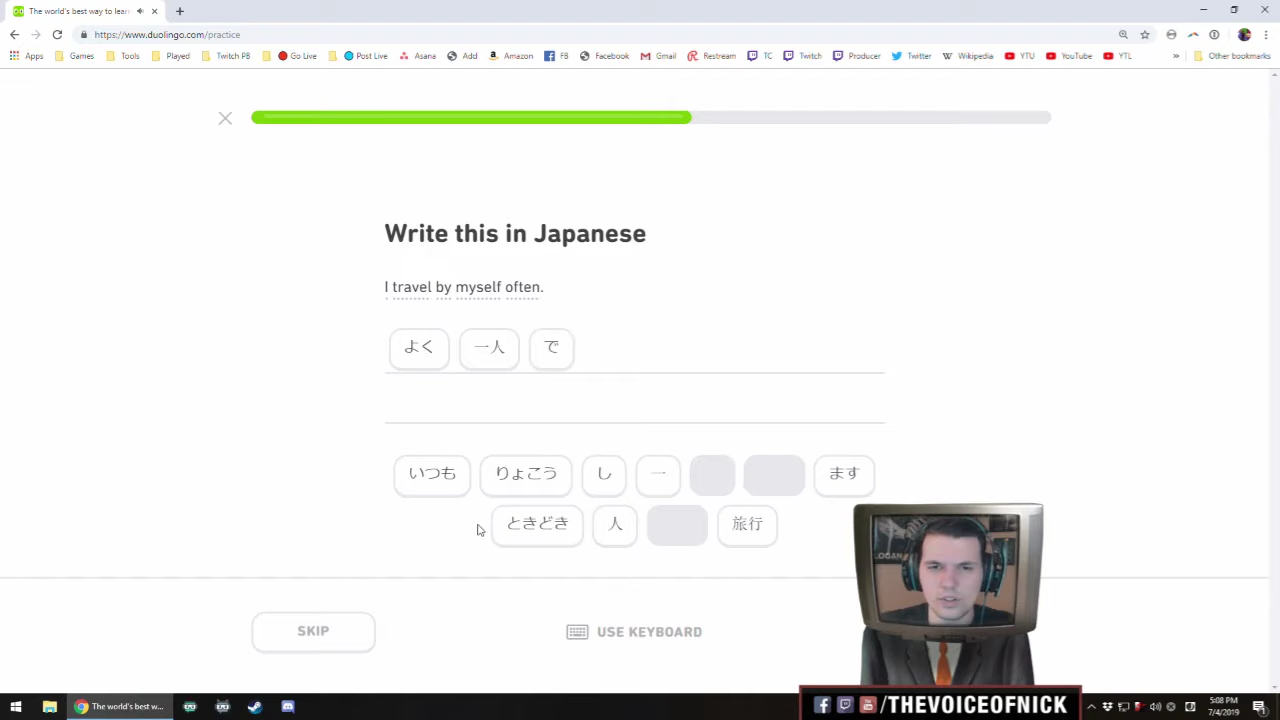 The world's best way to lear
https://www.duolingo.com/practice
Apps Games Tools Played Twitch PB Go Live Post Live Asana Add Amazon FB Facebook Gmail Restream TC Twitch Producer Twitter Wikipedia YTU YouTube YTL » Other bookmarks
Write this in Japanese
I travel by myself often.
よく 一人 で
いつも りょこう し 一 ます
ときどき 人 旅行
LOGAN
SKIP USE KEYBOARD
/THEVOICEOFNICK
The world's best w...
5:08 PM
7/4/2019